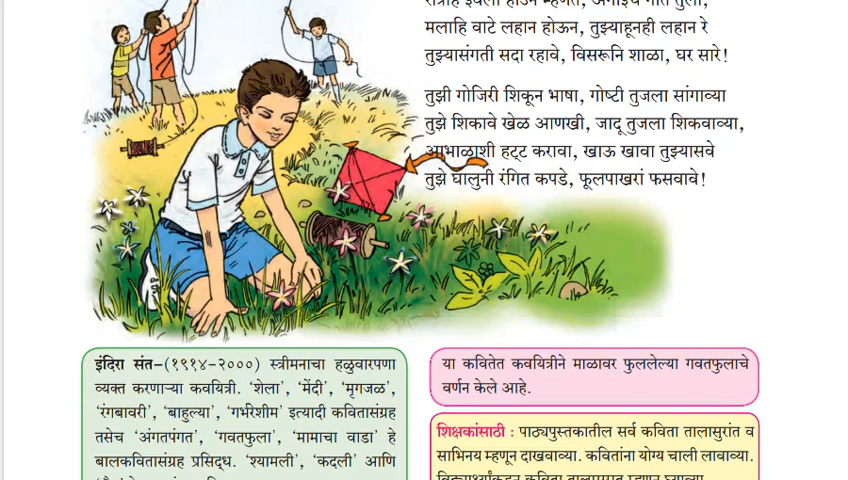 मलाहि वाटे लहान होऊन, तुझ्याहूनही लहान रे
तुझ्यासंगती सदा रहावे, विसरूनि शाळा, घर सारे!
तुझी गोजिरी शिकून भाषा, गोष्टी तुजला सांगाव्या
तुझे शिकावे खेळ आणखी, जादू तुजला शिकवाव्या,
आभाळाशी हट्ट करावा, खाऊ खावा तुझ्यासवे
तुझे घालुनी रंगित कपडे, फूलपाखरां फसवावे!
इंदिरा संत–(१९१४-२०००) स्त्रीमनाचा हळुवारपणा
व्यक्त करणाऱ्या कवयित्री. ‘शेला’, ‘मेंदी’, ‘मृगजळ’,
‘रंगबावरी’, ‘बाहुल्या’, ‘गर्भरेशीम’ इत्यादी कवितासंग्रह
तसेच ‘अंगतपंगत’, ‘गवतफुला’, ‘मामाचा वाडा’ हे
बालकवितासंग्रह प्रसिद्ध. ‘श्यामली’, ‘कदली’ आणि
या कवितेत कवयित्रीने माळावर फुललेल्या गवतफुलाचे
वर्णन केले आहे.
शिक्षकांसाठी : पाठ्यपुस्तकातील सर्व कविता तालासुरांत व
साभिनय म्हणून दाखवाव्या. कवितांना योग्य चाली लावाव्या.